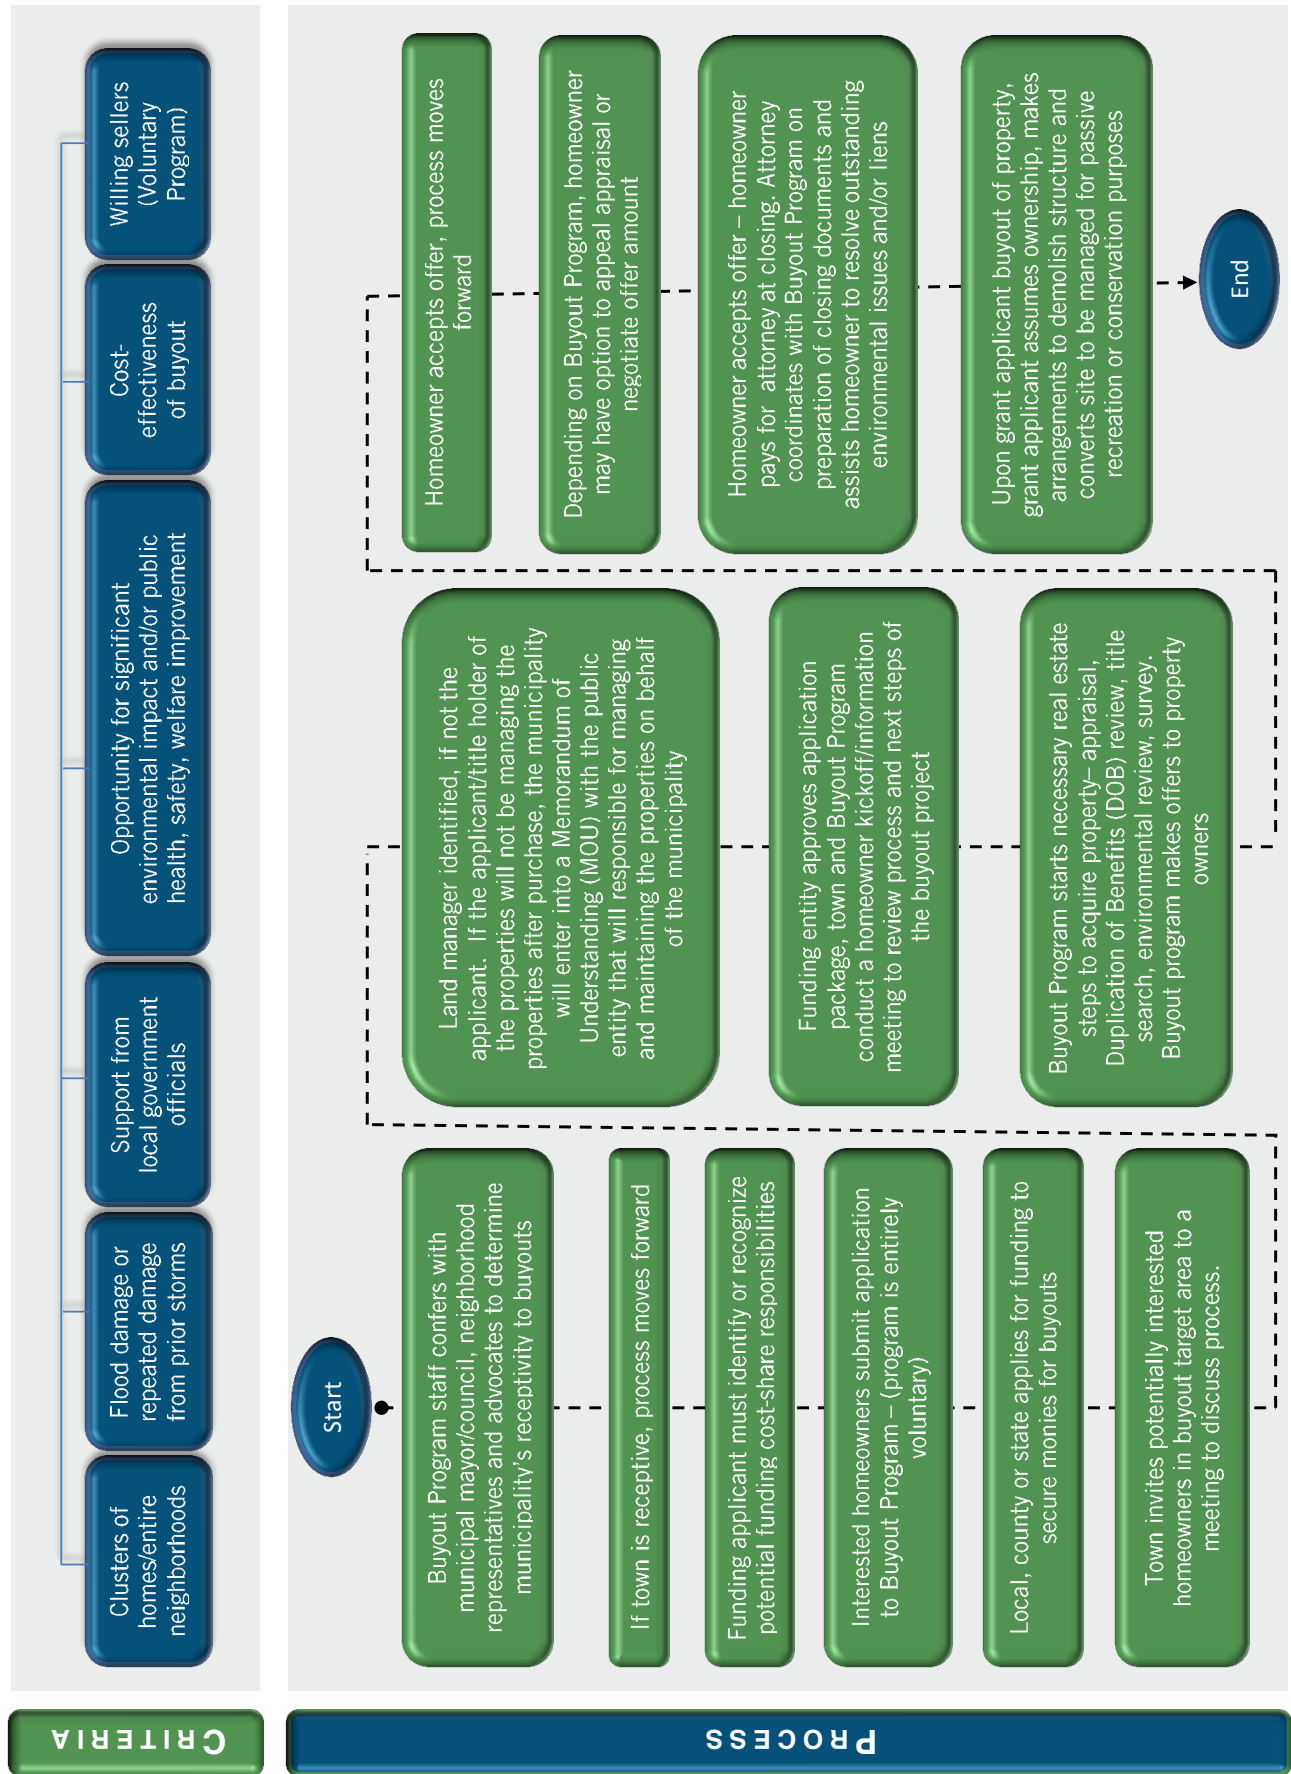 CRITERIA
Clusters of
homes/entire
neighborhoods
Flood damage or
repeated damage
from prior storms
Support from
local government
officials
Opportunity for significant
environmental impact and/or public
health, safety, welfare improvement
Cost-
effectiveness
of buyout
Willing sellers
(Voluntary
Program)
PROCESS
Start
Buyout Program staff confers with
municipal mayor/council, neighborhood
representatives and advocates to determine
municipality's receptivity to buyouts
If town is receptive, process moves forward
Funding applicant must identify or recognize
potential funding cost-share responsibilities
Interested homeowners submit application
to Buyout Program – (program is entirely
voluntary)
Local, county or state applies for funding to
secure monies for buyouts
Town invites potentially interested
homeowners in buyout target area to a
meeting to discuss process.
Land manager identified, if not the
applicant. If the applicant/title holder of
the properties will not be managing the
properties after purchase, the municipality
will enter into a Memorandum of
Understanding (MOU) with the public
entity that will responsible for managing
and maintaining the properties on behalf
of the municipality
Funding entity approves application
package, town and Buyout Program
conduct a homeowner kickoff/information
meeting to review process and next steps of
the buyout project
Buyout Program starts necessary real estate
steps to acquire property– appraisal,
Duplication of Benefits (DOB) review, title
search, environmental review, survey.
Buyout program makes offers to property
owners
Homeowner accepts offer, process moves
forward
Depending on Buyout Program, homeowner
may have option to appeal appraisal or
negotiate offer amount
Homeowner accepts offer – homeowner
pays for attorney at closing. Attorney
coordinates with Buyout Program on
preparation of closing documents and
assists homeowner to resolve outstanding
environmental issues and/or liens
Upon grant applicant buyout of property,
grant applicant assumes ownership, makes
arrangements to demolish structure and
converts site to be managed for passive
recreation or conservation purposes
End